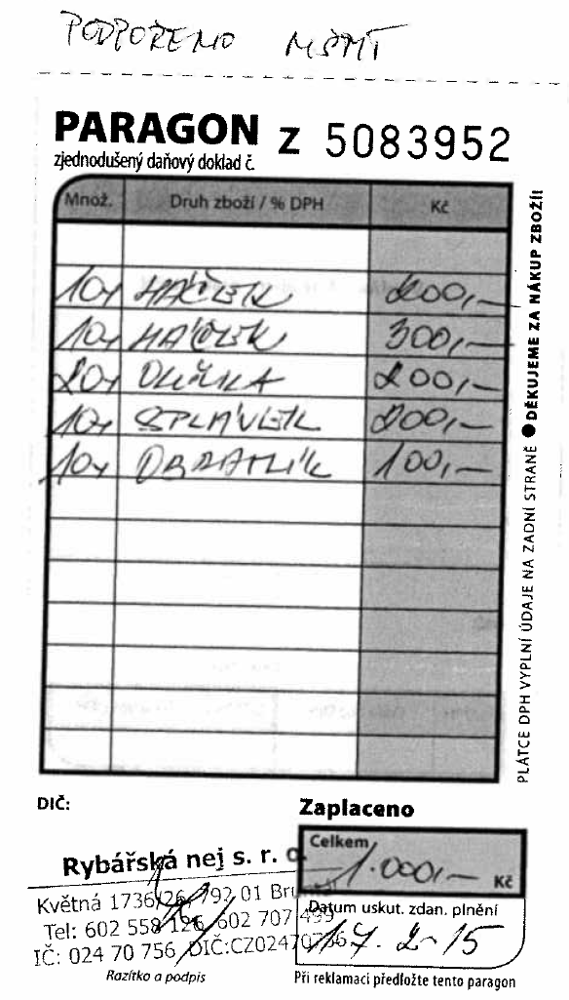 PODPOŘENO MŠMT
PARAGON Z 5083952
zjednodušený daňový doklad č.
Množ. Druh zboží / % DPH Kč
10x HÁČEK 200,-
10x HÁČEK 300,-
20x OLŮVKA 200,-
10x SPLÁVEK 200,-
10x OBRATLÍK 100,-
PLÁTCE DPH VYPLNÍ ÚDAJE NA ZADNÍ STRANĚ ● DĚKUJEME ZA NÁKUP ZBOŽÍ!
DIČ:
Zaplaceno
Celkem 1.000,- Kč
Rybářská nej s. r. o.
Květná 1736/26, 792 01 Bruntál
Tel: 602 558 126, 602 707 499
IČ: 024 70 756, DIČ:CZ02470756
Razítko a podpis
Datum uskut. zdan. plnění
17. 2. 15
Při reklamaci předložte tento paragon